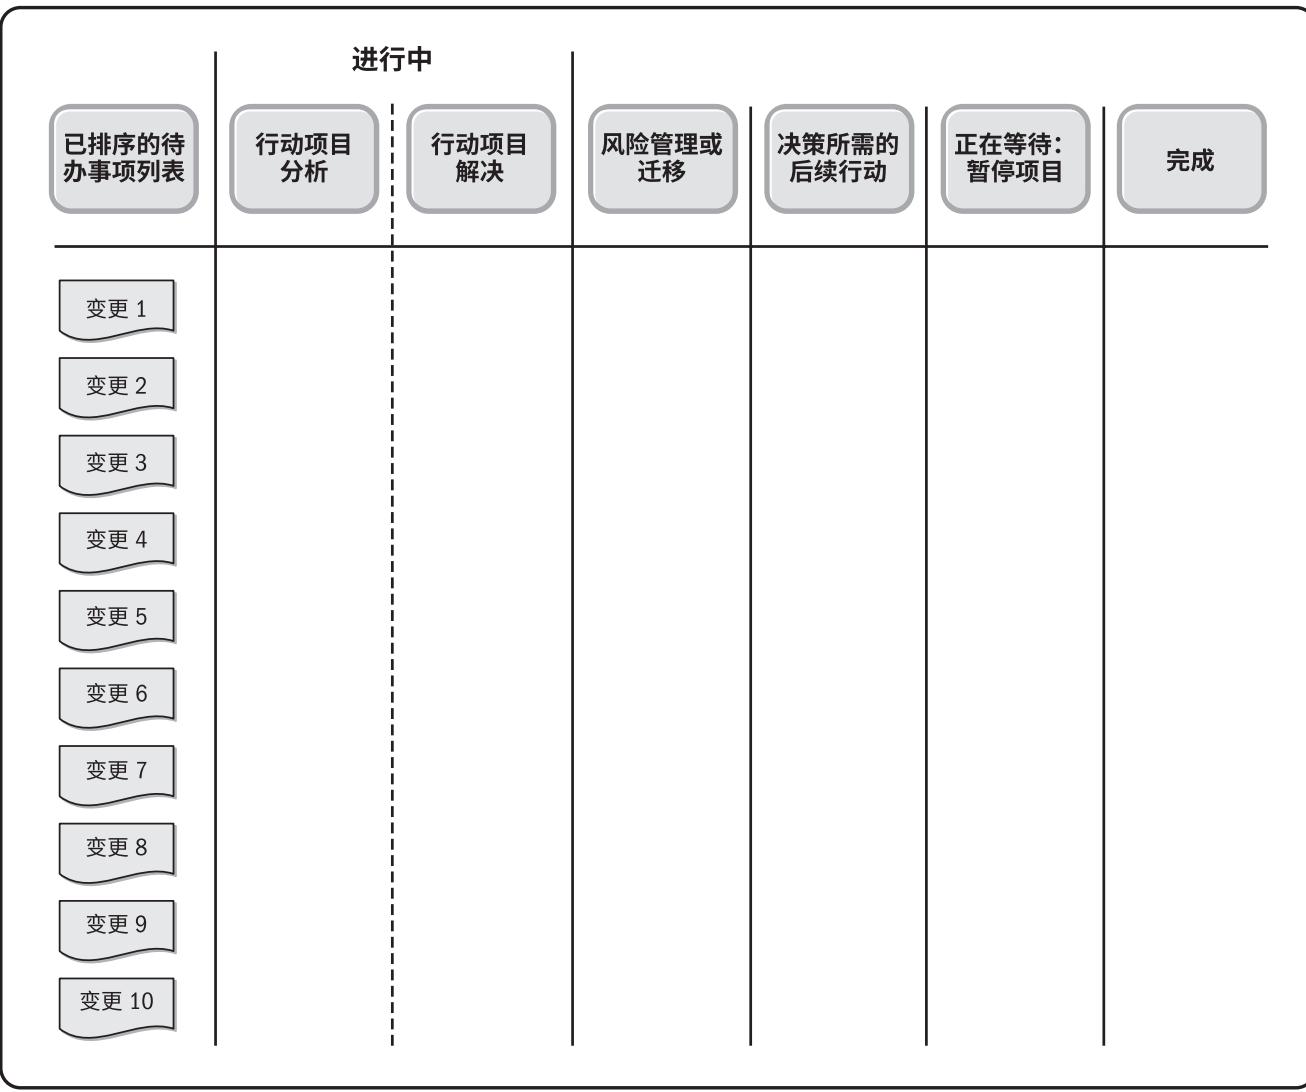 进行中
已排序的待
办事项列表
行动项目
分析
行动项目
解决
风险管理或
迁移
决策所需的
后续行动
正在等待：
暂停项目
完成
变更 1
变更 2
变更 3
变更 4
变更 5
变更 6
变更 7
变更 8
变更 9
变更 10